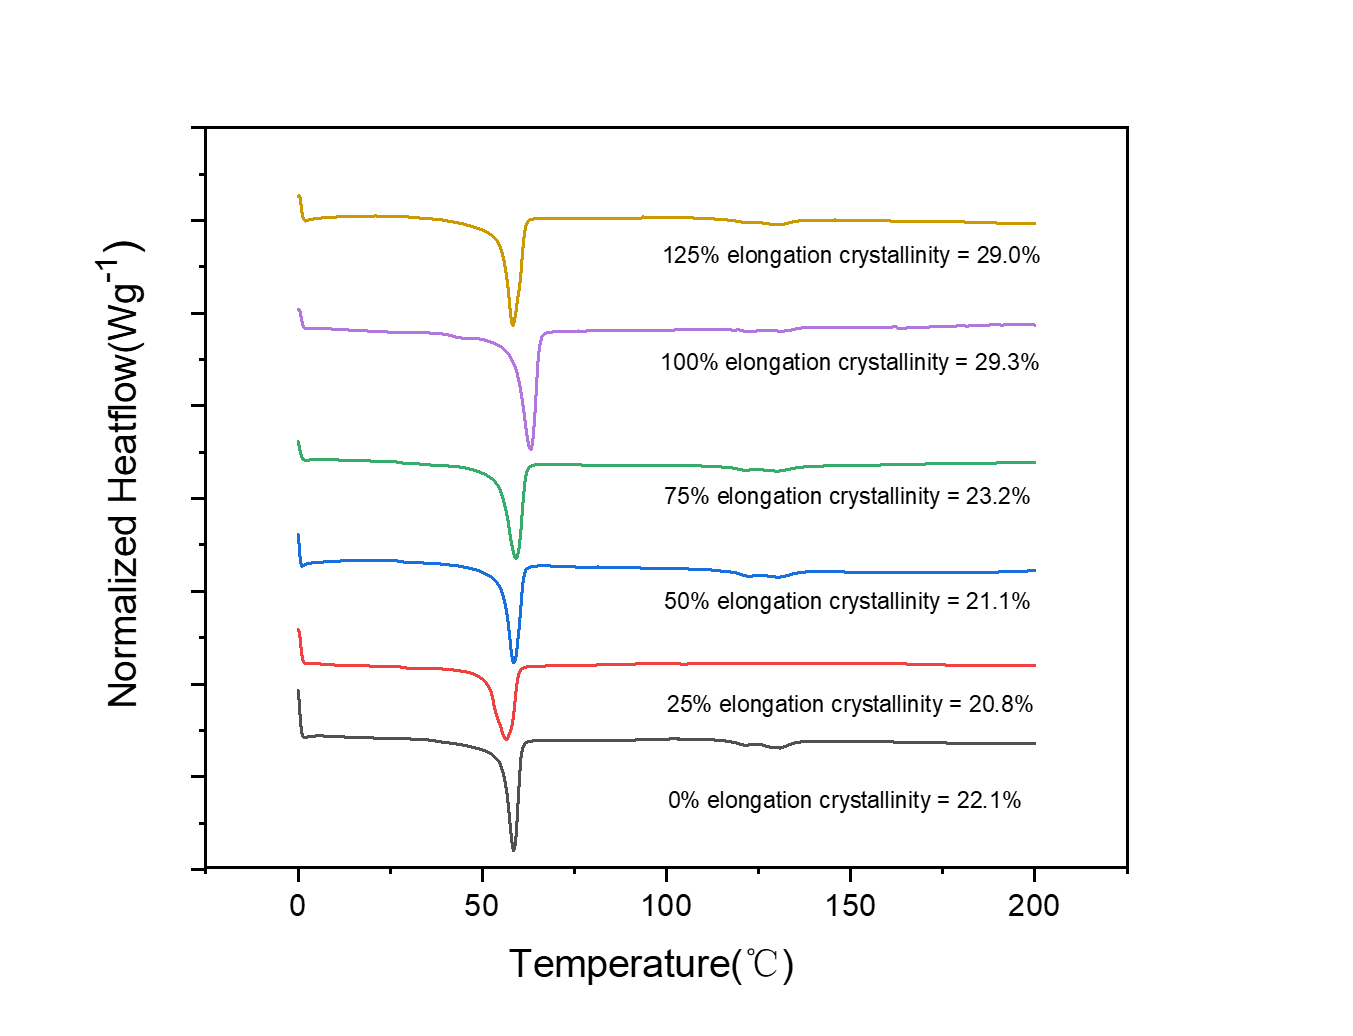 Normalized Heatflow(Wg-1)
125% elongation crystallinity = 29.0%
100% elongation crystallinity = 29.3%
75% elongation crystallinity = 23.2%
50% elongation crystallinity = 21.1%
25% elongation crystallinity = 20.8%
0% elongation crystallinity = 22.1%
0 50 100 150 200
Temperature(℃)